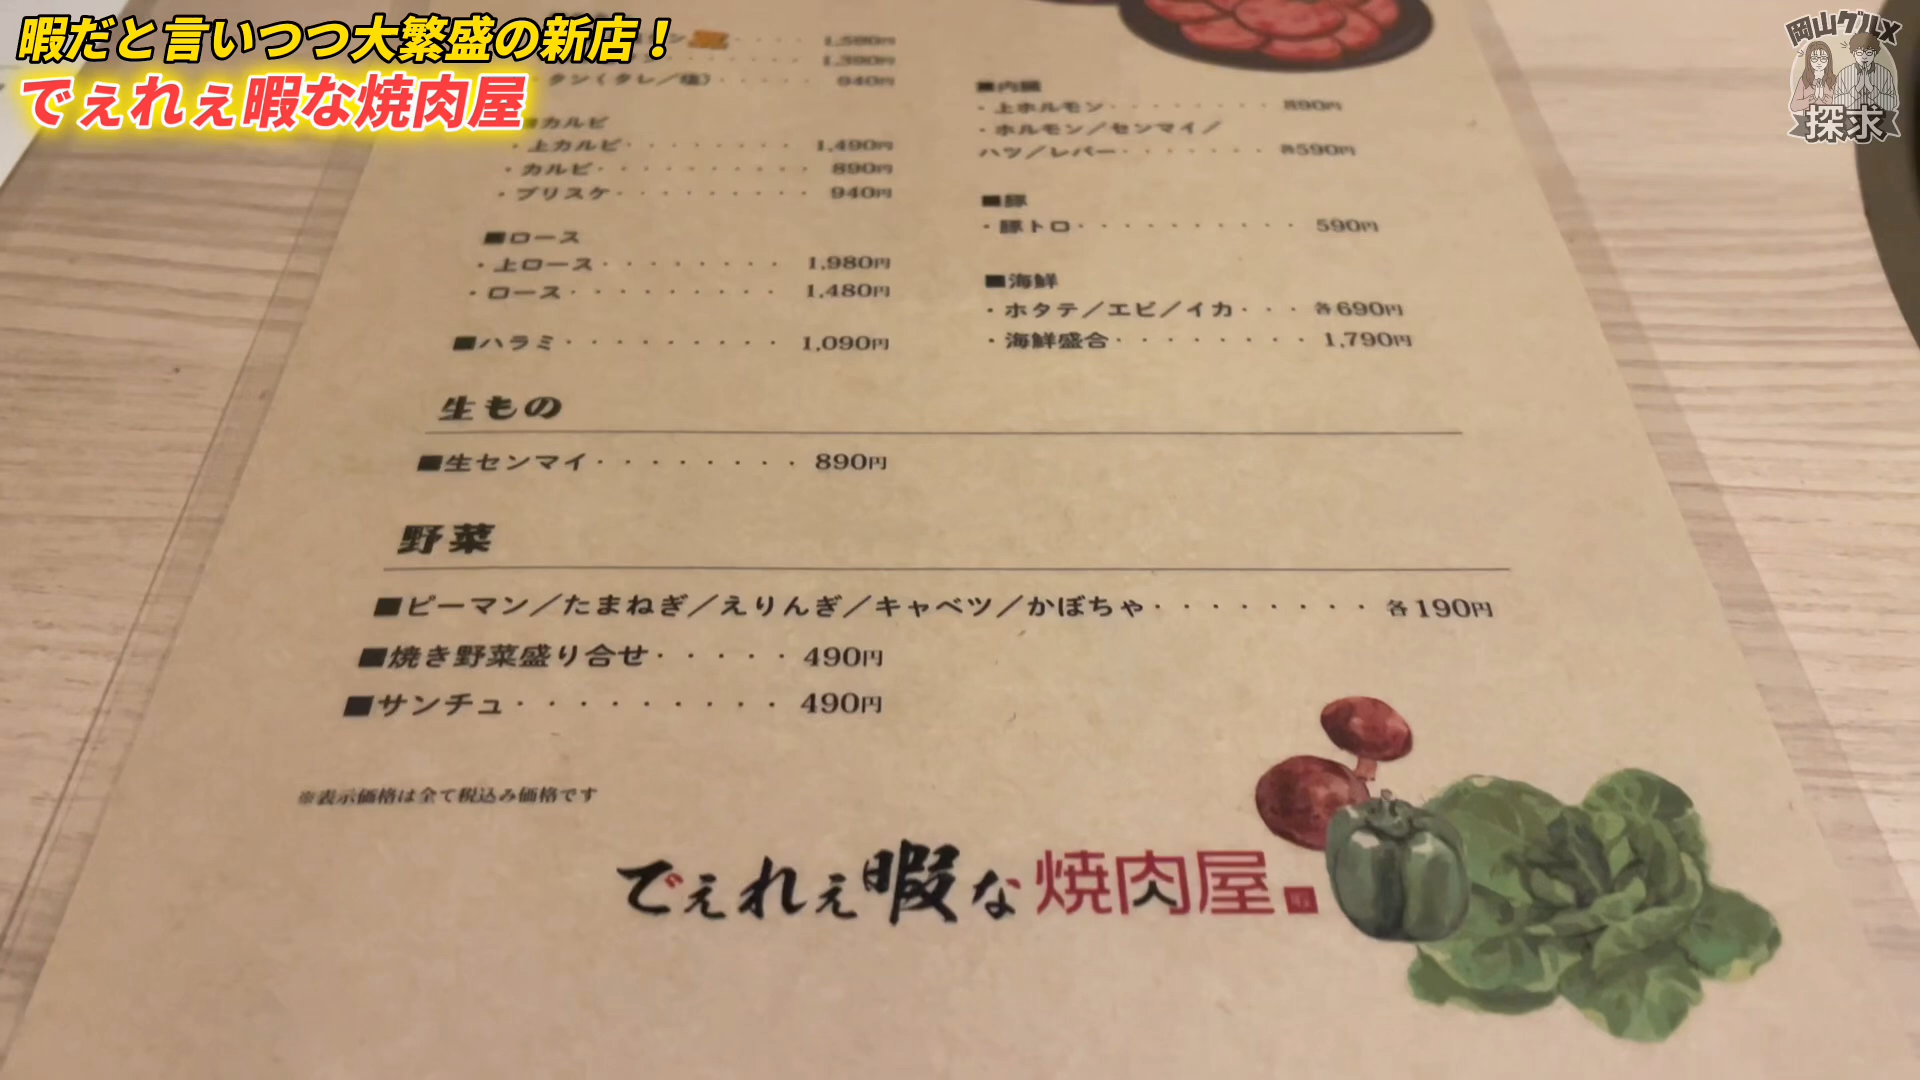 暇だと言いつつ大繁盛の新店！
でぇれぇ暇な焼肉屋
岡山グルメ
探求
1,390円
・タン（タレ／塩）・・・・・ 940円
■カルビ
・上カルビ・・・・・・・・ 1,490円
・カルビ・・・・・・・・・・ 890円
・ブリスケ・・・・・・・・・ 940円
■ロース
・上ロース・・・・・・・・ 1,980円
・ロース・・・・・・・・・ 1,480円
■ハラミ・・・・・・・・・ 1,090円
■内臓
・上ホルモン・・・・・・・・ 890円
・ホルモン／センマイ／
ハツ／レバー・・・・・・・ 各590円
■豚
・豚トロ・・・・・・・・・・ 590円
■海鮮
・ホタテ／エビ／イカ・・・ 各690円
・海鮮盛合・・・・・・・・ 1,790円
生もの
■生センマイ・・・・・・・・ 890円
野菜
■ピーマン／たまねぎ／えりんぎ／キャベツ／かぼちゃ・・・・・・・・ 各190円
■焼き野菜盛り合せ・・・・・ 490円
■サンチュ・・・・・・・・・ 490円
※表示価格は全て税込み価格です
でぇれぇ暇な焼肉屋